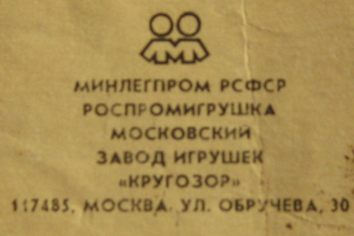 МИНЛЕГПРОМ РСФСР
РОСПРОМИГРУШКА
МОСКОВСКИЙ
ЗАВОД ИГРУШЕК
«КРУГОЗОР»
117485, МОСКВА. УЛ. ОБРУЧЕВА, 30